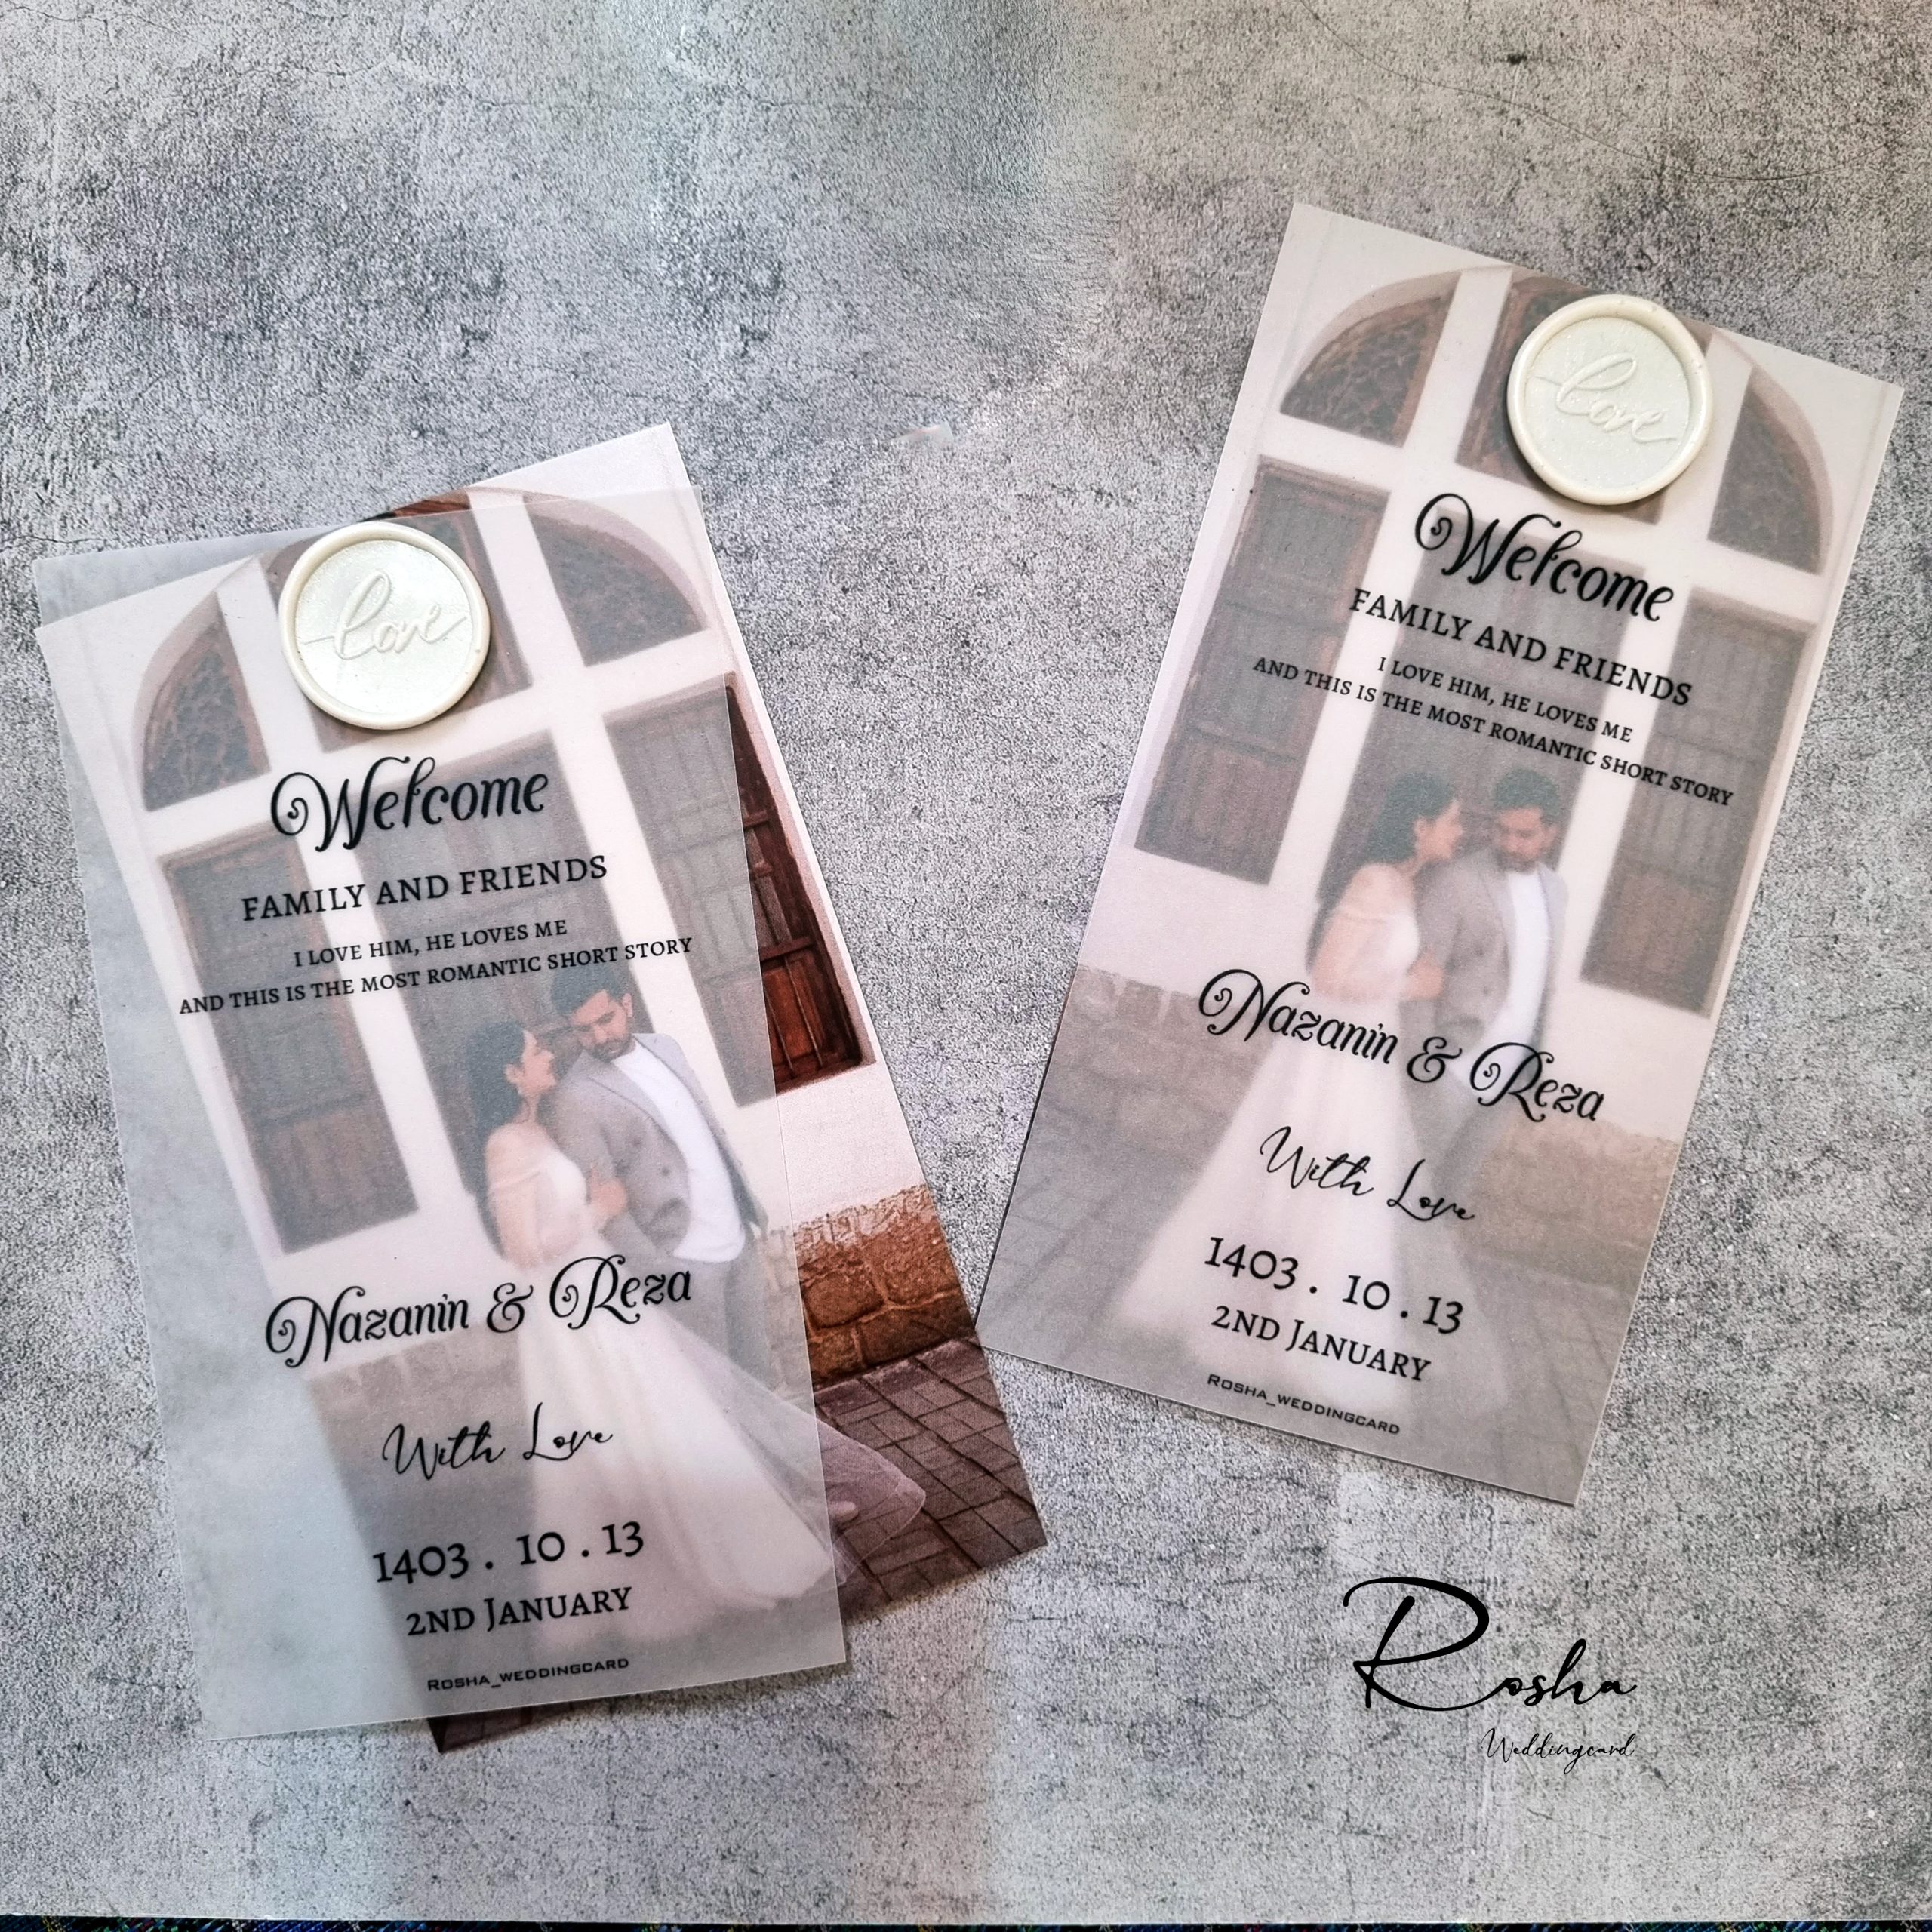 love
Welcome
FAMILY AND FRIENDS
I LOVE HIM, HE LOVES ME
AND THIS IS THE MOST ROMANTIC SHORT STORY
Nazanin & Reza
With Love
1403 . 10 . 13
2ND JANUARY
ROSHA_WEDDINGCARD
love
Welcome
FAMILY AND FRIENDS
I LOVE HIM, HE LOVES ME
AND THIS IS THE MOST ROMANTIC SHORT STORY
Nazanin & Reza
With Love
1403 . 10 . 13
2ND JANUARY
ROSHA_WEDDINGCARD
Rosha
Weddingcard